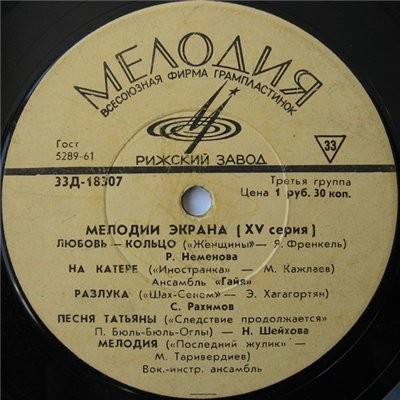 МЕЛОДИЯ
ВСЕСОЮЗНАЯ ФИРМА ГРАМПЛАСТИНОК
Гост
5289-61
РИЖСКИЙ ЗАВОД
33
33Д-18307
Третья группа
Цена 1 руб. 30 коп.
МЕЛОДИИ ЭКРАНА (XV серия)
ЛЮБОВЬ — КОЛЬЦО («Женщины»— Я. Френкель)
Р. Неменова
НА КАТЕРЕ («Иностранка» — М. Кажлаев)
Ансамбль «Гайя»
РАЗЛУКА («Шах-Сенем»— Э. Хагагортян)
С. Рахимов
ПЕСНЯ ТАТЬЯНЫ («Следствие продолжается»
П. Бюль-Бюль-Оглы) — Н. Шейхова
МЕЛОДИЯ («Последний жулик» —
М. Таривердиев)
Вок.-инстр. ансамбль